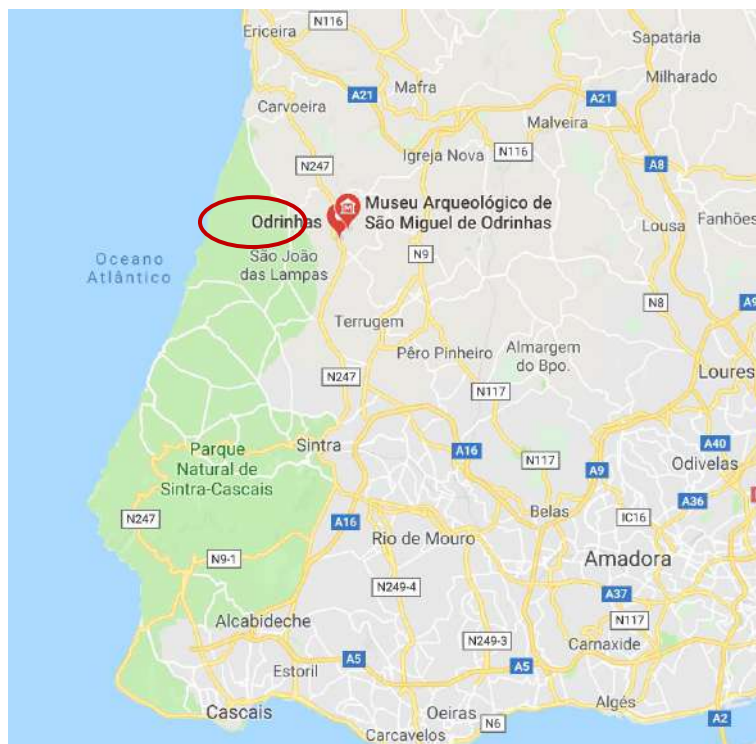 N116
Ericeira
Sapataria
Mafra
Milharado
A21
A21
Carvoeira
Malveira
N116
Igreja Nova
A8
N247
Museu Arqueológico de
São Miguel de Odrinhas
Odrinhas
Lousa
Fanhões
Oceano
Atlântico
São João
das Lampas
N9
N8
A9
Terrugem
Pêro Pinheiro
Almargem
do Bpo.
N247
Loures
N117
Parque
Natural de
Sintra-Cascais
Sintra
A16
A40
N117
A9
Odivelas
A36
N247
A16
Belas
IC16
Rio de Mouro
N9-1
Amadora
N249-4
A37
Alcabideche
N117
N249-3
Carnaxide
A5
A5
Estoril
Cascais
Oeiras
Algés
N6
A2
Carcavelos